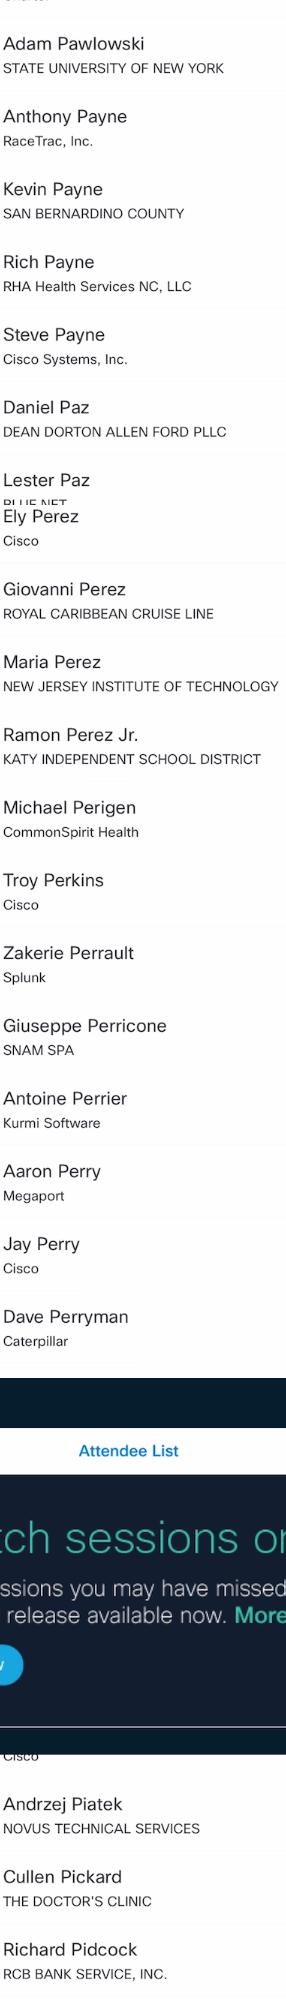 Adam Pawlowski
STATE UNIVERSITY OF NEW YORK
Anthony Payne
RaceTrac, Inc.
Kevin Payne
SAN BERNARDINO COUNTY
Rich Payne
RHA Health Services NC, LLC
Steve Payne
Cisco Systems, Inc.
Daniel Paz
DEAN DORTON ALLEN FORD PLLC
Lester Paz
Ely Perez
Cisco
Giovanni Perez
ROYAL CARIBBEAN CRUISE LINE
Maria Perez
NEW JERSEY INSTITUTE OF TECHNOLOGY
Ramon Perez Jr.
KATY INDEPENDENT SCHOOL DISTRICT
Michael Perigen
CommonSpirit Health
Troy Perkins
Cisco
Zakerie Perrault
Splunk
Giuseppe Perricone
SNAM SPA
Antoine Perrier
Kurmi Software
Aaron Perry
Megaport
Jay Perry
Cisco
Dave Perryman
Caterpillar
Attendee List
tch sessions o
ssions you may have missed
release available now. More
Cisco
Andrzej Piatek
NOVUS TECHNICAL SERVICES
Cullen Pickard
THE DOCTOR'S CLINIC
Richard Pidcock
RCB BANK SERVICE, INC.